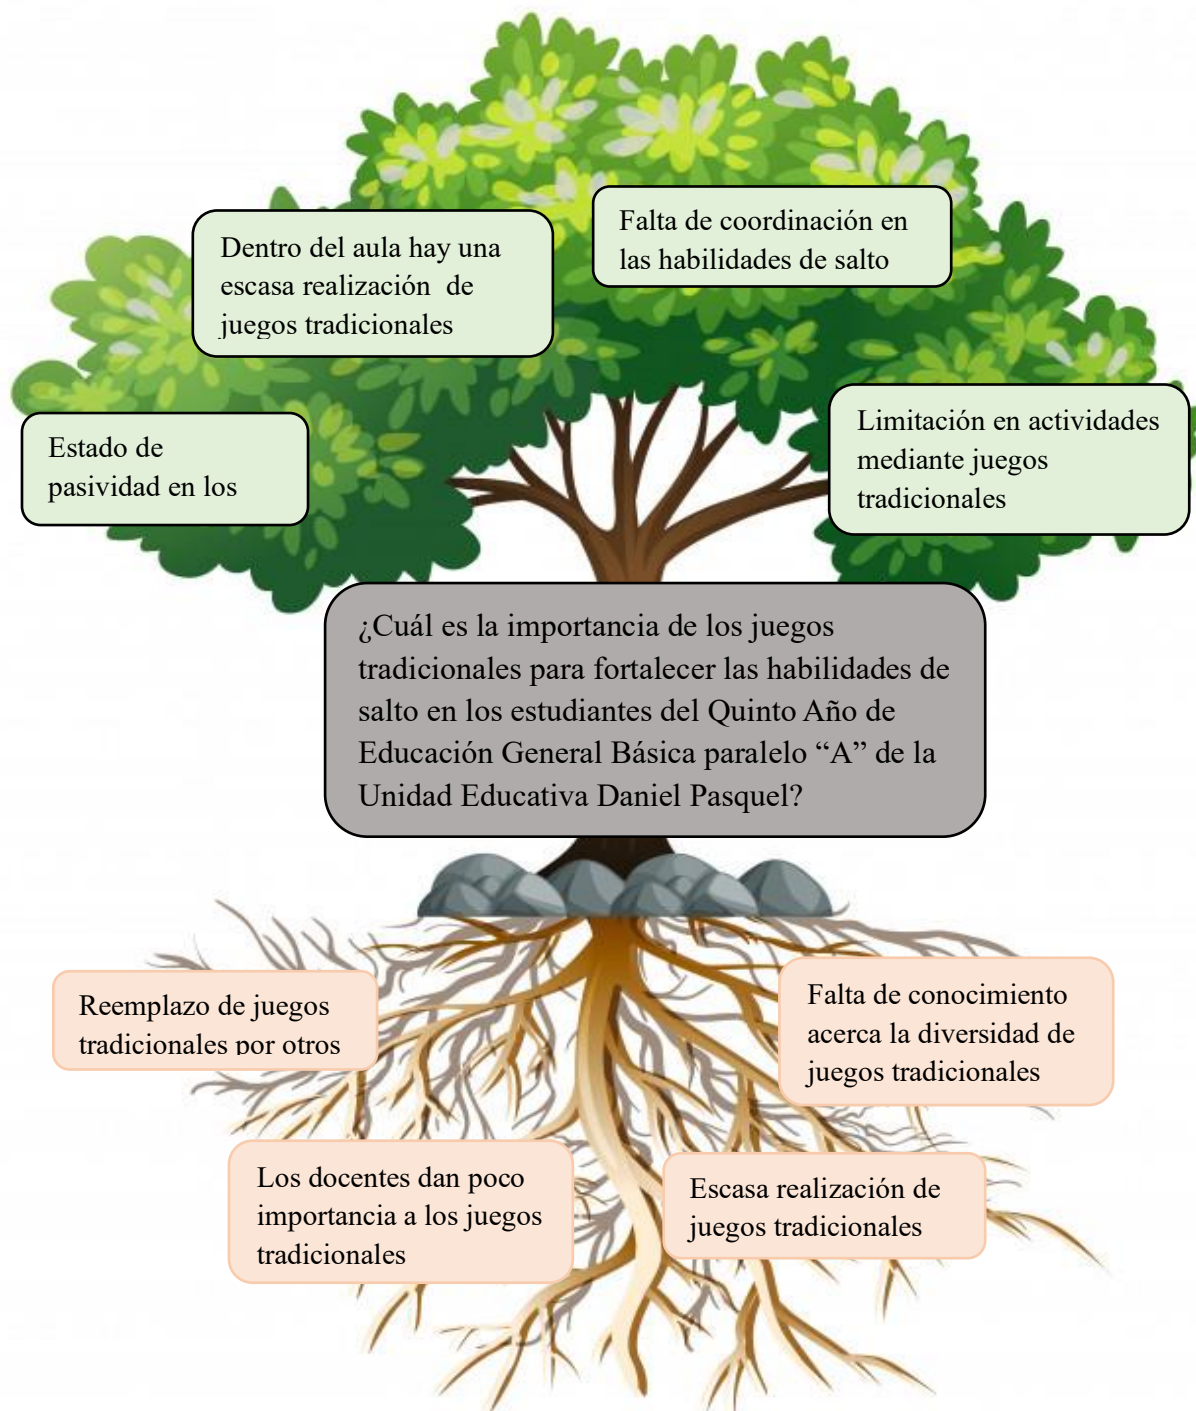 Falta de coordinación en
las habilidades de salto
Dentro del aula hay una
escasa realización de
juegos tradicionales
Estado de
pasividad en los
Limitación en actividades
mediante juegos
tradicionales
¿Cuál es la importancia de los juegos
tradicionales para fortalecer las habilidades de
salto en los estudiantes del Quinto Año de
Educación General Básica paralelo “A” de la
Unidad Educativa Daniel Pasquel?
Reemplazo de juegos
tradicionales por otros
Falta de conocimiento
acerca la diversidad de
juegos tradicionales
Los docentes dan poco
importancia a los juegos
tradicionales
Escasa realización de
juegos tradicionales